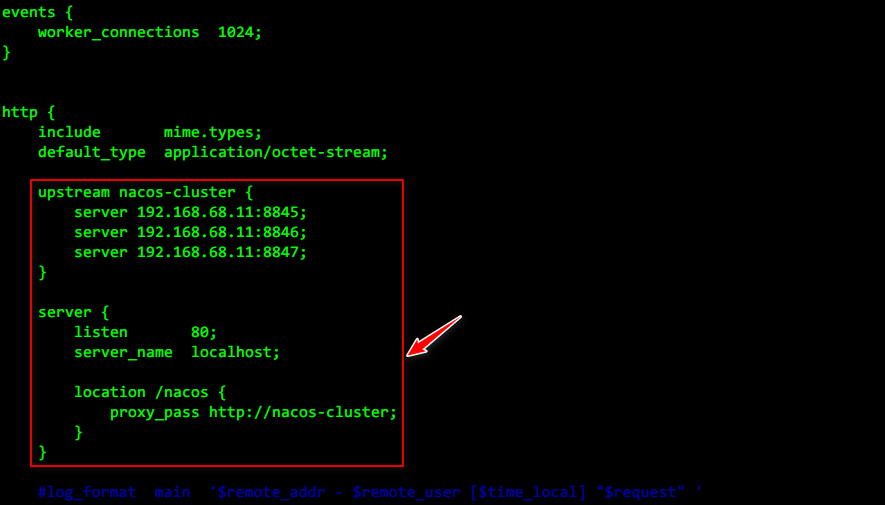 events {
    worker_connections  1024;
}
http {
    include       mime.types;
    default_type  application/octet-stream;
    upstream nacos-cluster {
        server 192.168.68.11:8845;
        server 192.168.68.11:8846;
        server 192.168.68.11:8847;
    }
    server {
        listen       80;
        server_name  localhost;
        location /nacos {
            proxy_pass http://nacos-cluster;
        }
    }
    #log_format  main  '$remote_addr - $remote_user [$time_local] "$request" '